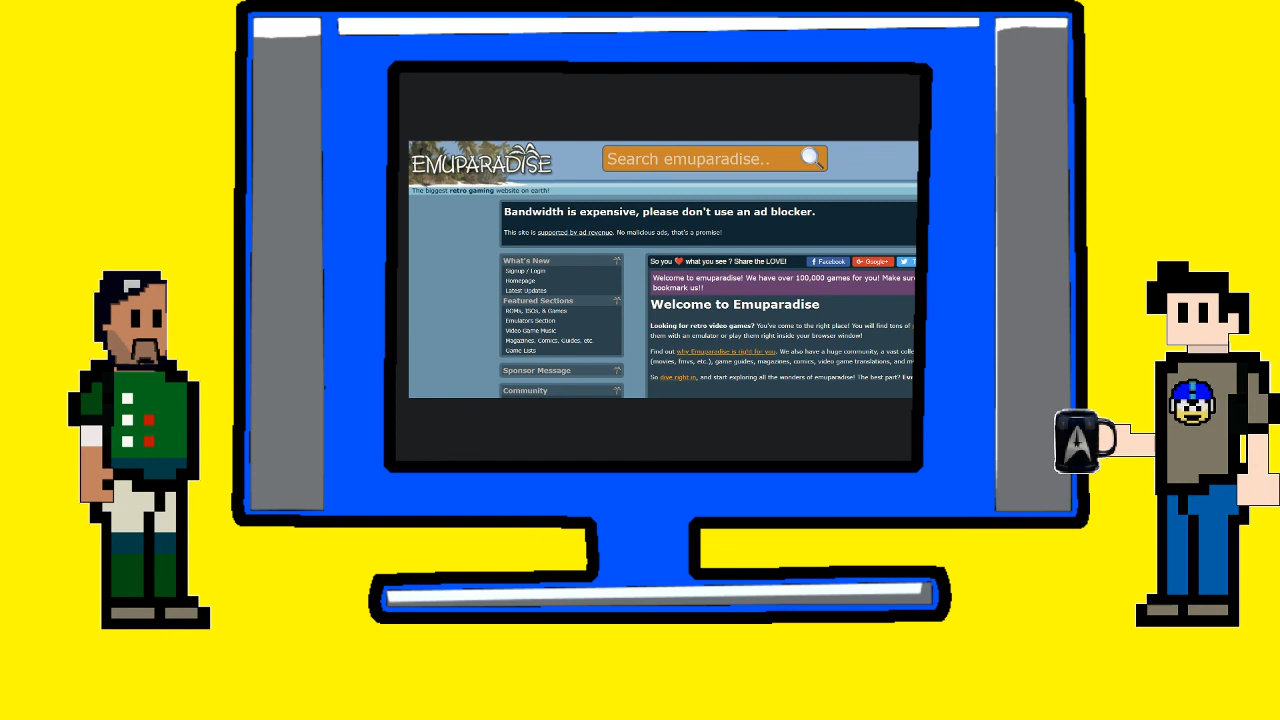 EMUPARADISE
Search emuparadise..
The biggest retro gaming website on earth!
Bandwidth is expensive, please don't use an ad blocker.
This site is supported by ad revenue. No malicious ads, that's a promise!
What's New
Signup / Login
Homepage
Latest Updates
Featured Sections
ROMs, ISOs, & Games
Emulators Section
Video Game Music
Magazines, Comics, Guides, etc.
Game Lists
Sponsor Message
Community
So you ❤ what you see ? Share the LOVE!
Facebook
Google+
Welcome to emuparadise! We have over 100,000 games for you! Make sure
bookmark us!!
Welcome to Emuparadise
Looking for retro video games? You've come to the right place! You will find tons of
them with an emulator or play them right inside your browser window!
Find out why Emuparadise is right for you. We also have a huge community, a vast colle
(movies, fmvs, etc.), game guides, magazines, comics, video game translations, and m
So dive right in, and start exploring all the wonders of emuparadise! The best part? Ev